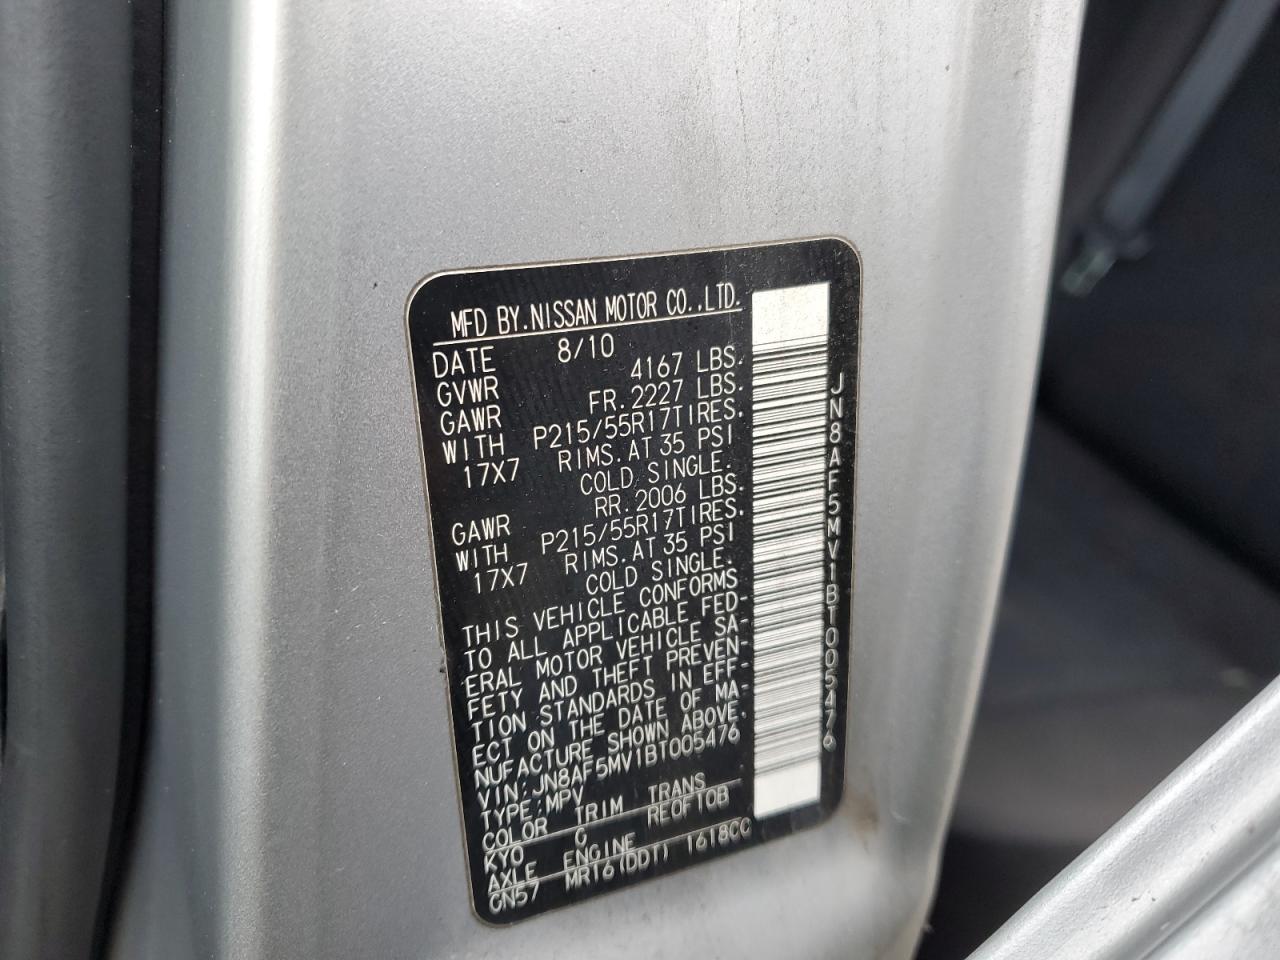 MFD BY.NISSAN MOTOR CO.,LTD.
DATE 8/10
GVWR 4167 LBS.
GAWR FR.2227 LBS.
WITH P215/55R17TIRES.
17X7 RIMS.AT 35 PSI
COLD SINGLE.
GAWR RR.2006 LBS.
WITH P215/55R17TIRES.
17X7 RIMS.AT 35 PSI
COLD SINGLE.
THIS VEHICLE CONFORMS
TO ALL APPLICABLE FED-
ERAL MOTOR VEHICLE SA-
FETY AND THEFT PREVEN-
TION STANDARDS IN EFF-
ECT ON THE DATE OF MA-
NUFACTURE SHOWN ABOVE.
VIN:JN8AF5MV1BT005476
TYPE:MPV
COLOR TRIM TRANS
KY0 G RE0F10B
AXLE ENGINE
GN57 MR16(DDT) 1618CC
JN8AF5MV1BT005476